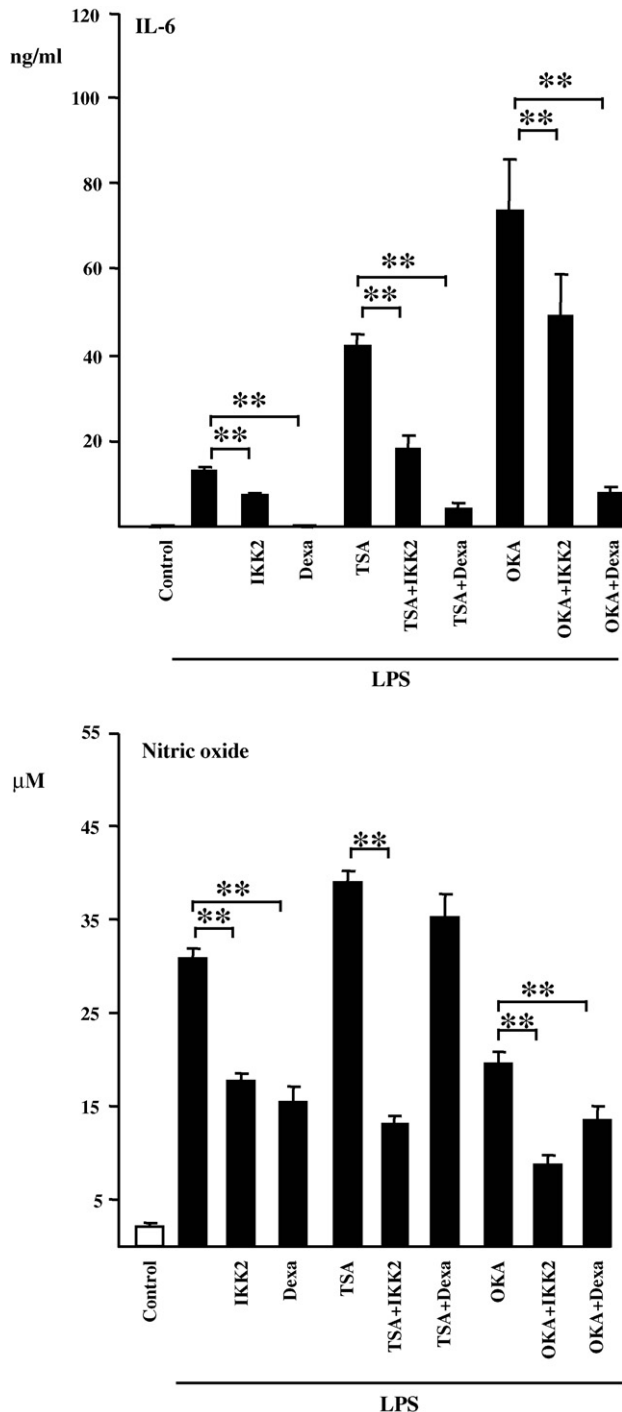 IL-6
ng/ml
120
100
80
60
40
20
**
**
**
**
**
**
Control
IKK2
Dexa
TSA
TSA+IKK2
TSA+Dexa
OKA
OKA+IKK2
OKA+Dexa
LPS
Nitric oxide
μM
55
45
35
25
15
5
**
**
**
**
**
Control
IKK2
Dexa
TSA
TSA+IKK2
TSA+Dexa
OKA
OKA+IKK2
OKA+Dexa
LPS